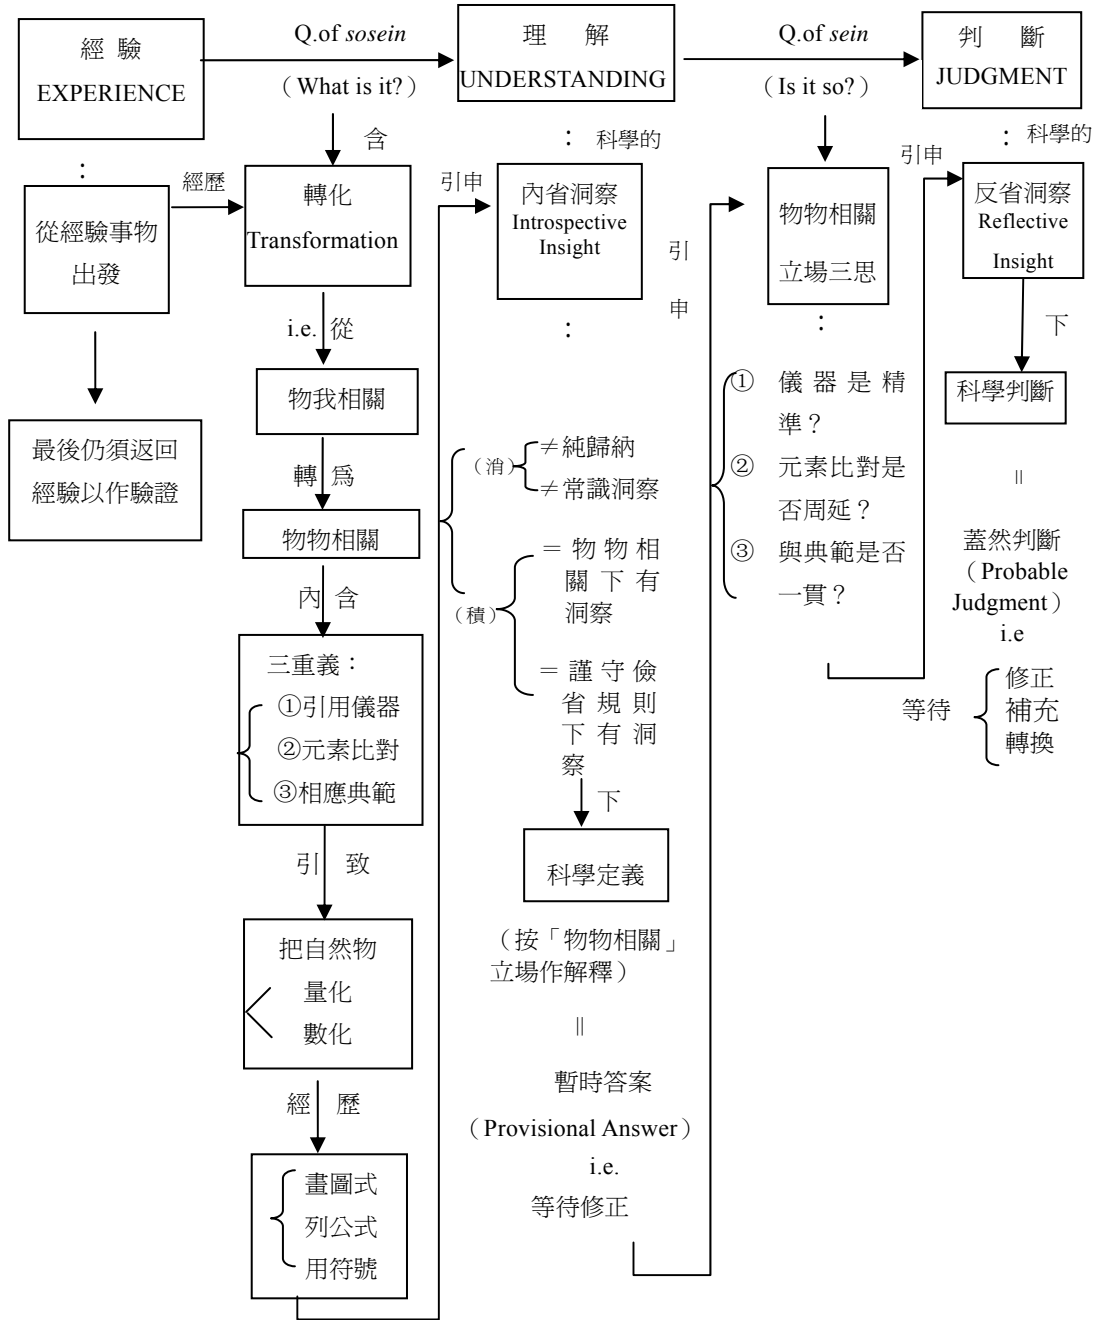 經 驗
EXPERIENCE
Q.of sosein
（What is it?）
理 解
UNDERSTANDING
Q.of sein
（Is it so?）
判 斷
JUDGMENT
：
從經驗事物
出發
最後仍須返回
經驗以作驗證
經歷
含
轉化
Transformation
i.e. 從
物我相關
轉 爲
物物相關
內 含
三重義：
①引用儀器
②元素比對
③相應典範
引 致
把自然物
量化
數化
經 歷
畫圖式
列公式
用符號
引申
： 科學的
內省洞察
Introspective
Insight
：
（消）
≠純歸納
≠常識洞察
（積）
＝物物相
關下有
洞察
＝謹守儉
省規則
下有洞
察
下
科學定義
（按「物物相關」
立場作解釋）
॥
暫時答案
（Provisional Answer）
i.e.
等待修正
引
申
物物相關
立場三思
：
① 儀器是精
準？
② 元素比對是
否周延？
③ 與典範是否
一貫？
引申
： 科學的
反省洞察
Reflective
Insight
下
科學判斷
॥
蓋然判斷
（Probable
Judgment）
i.e
等待
修正
補充
轉換